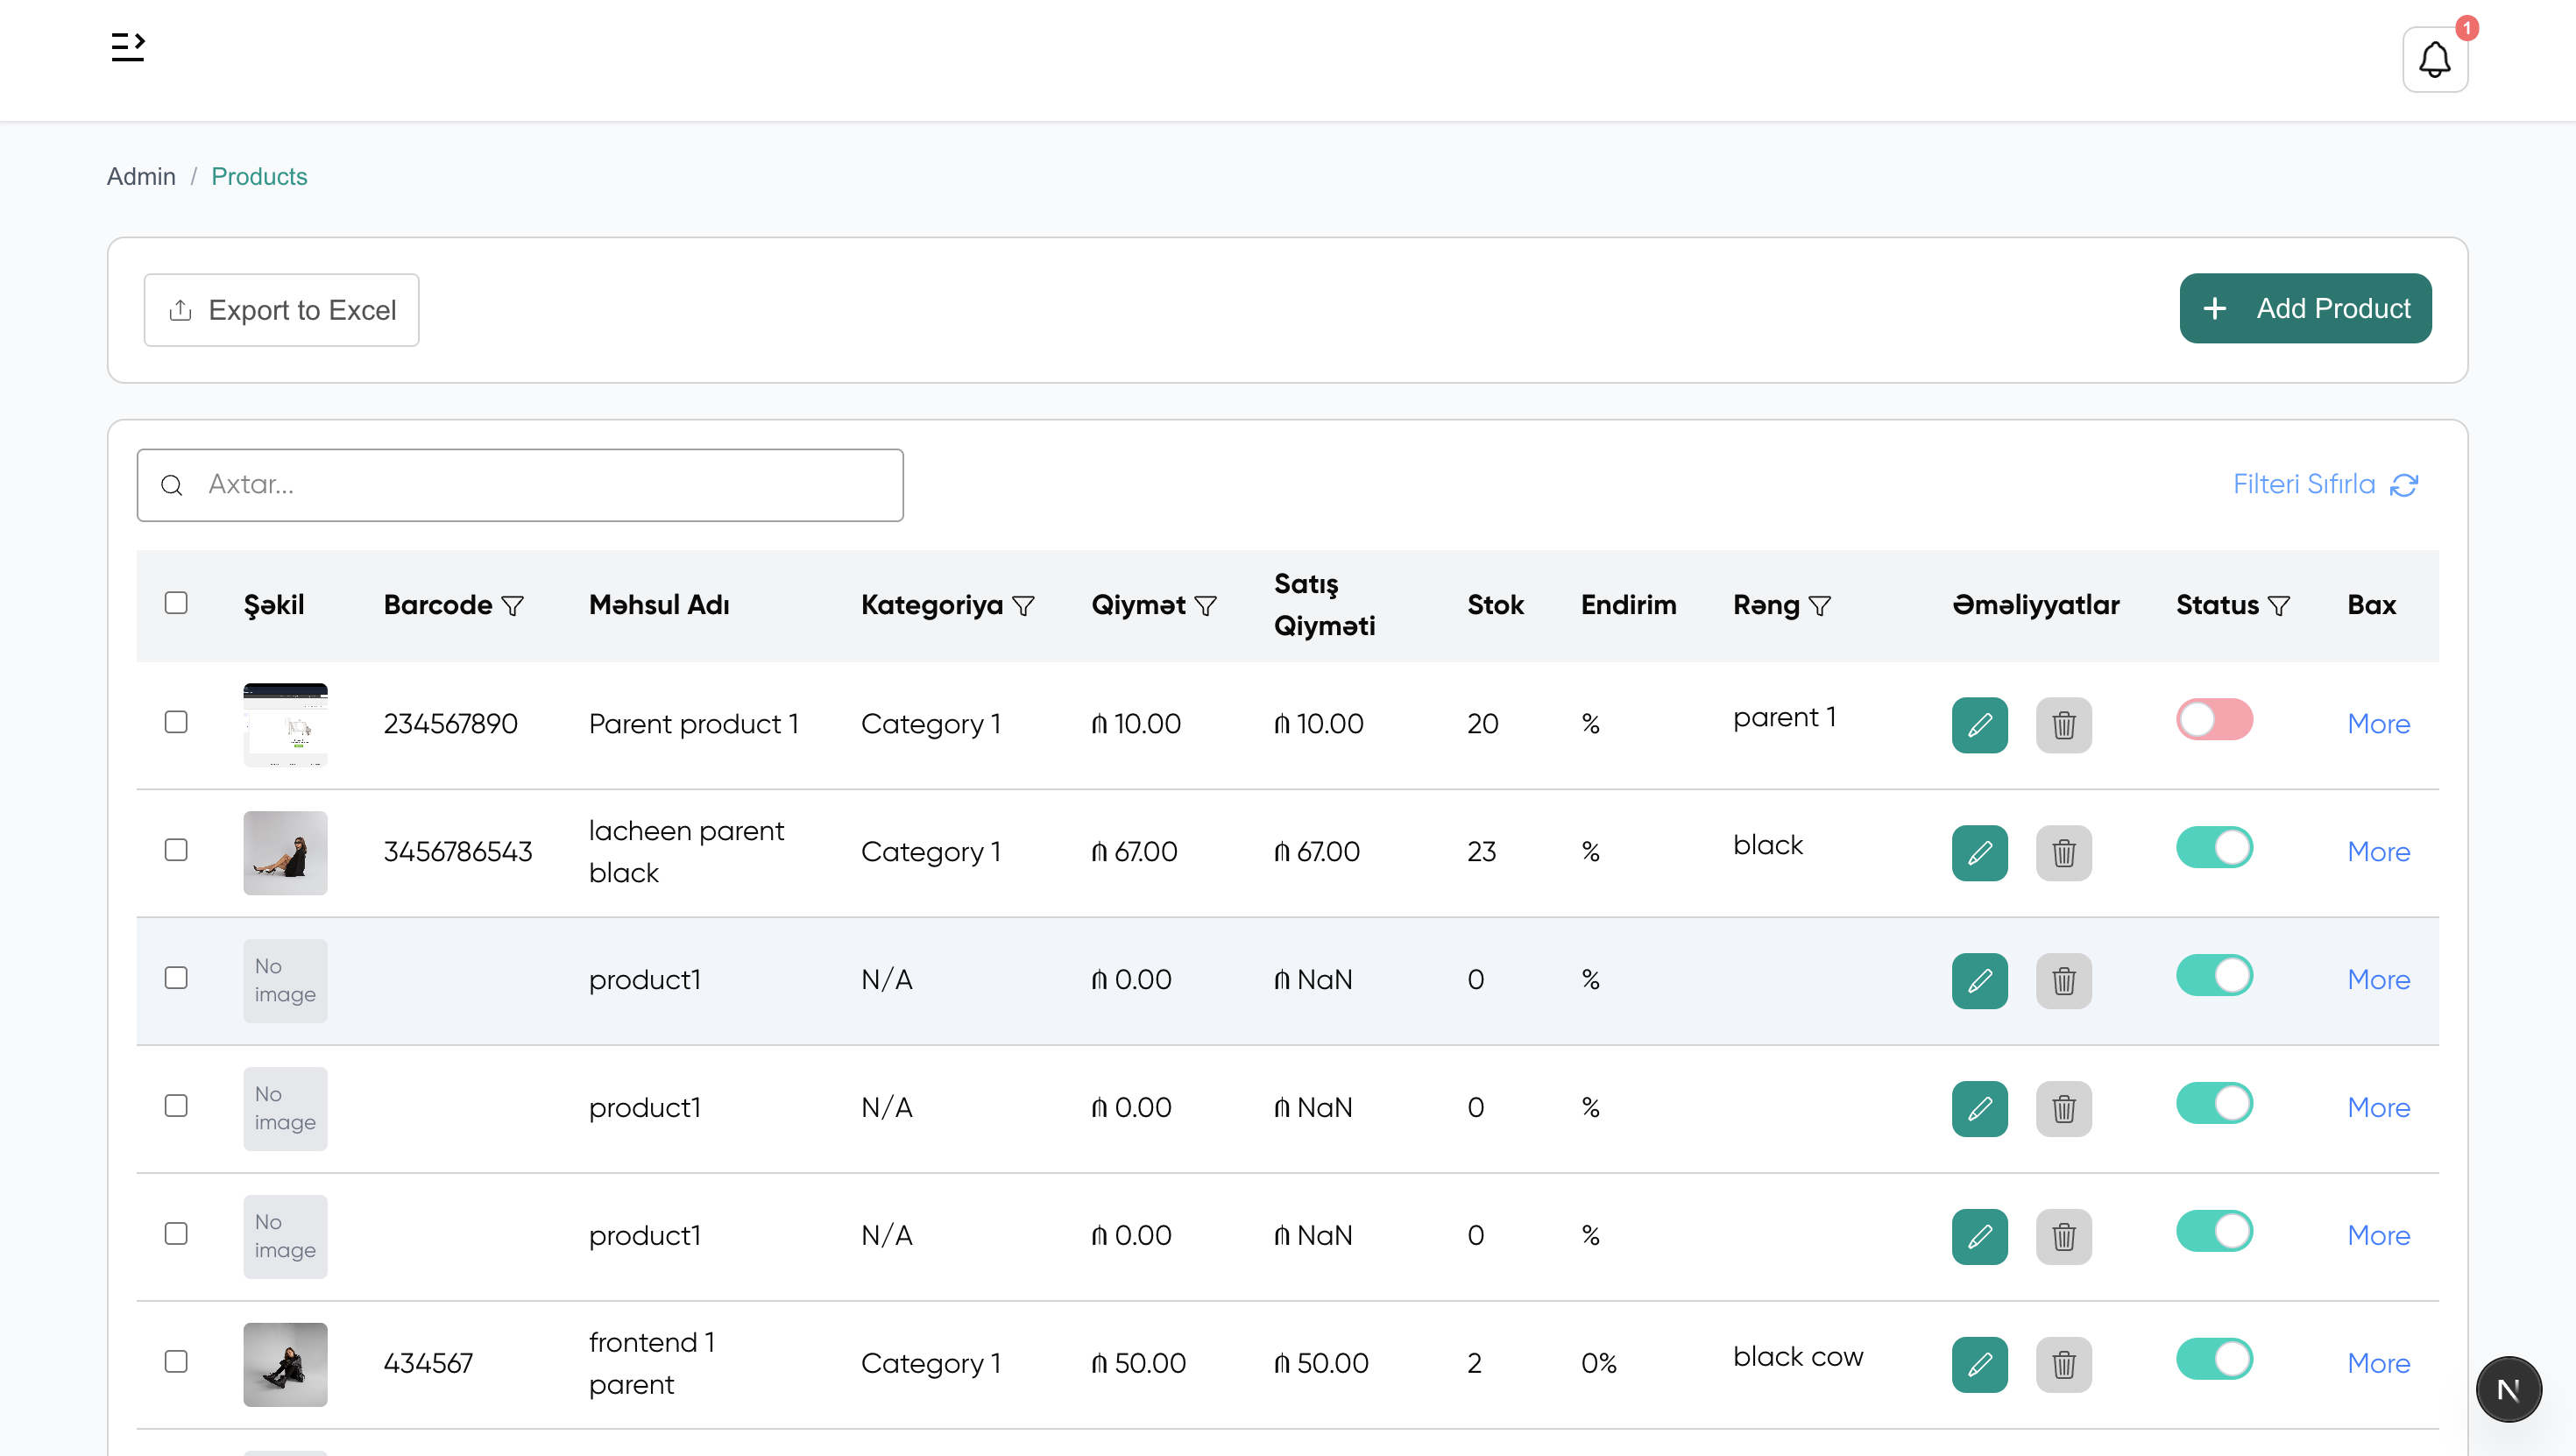 1
Admin / Products
Export to Excel
+ Add Product
Axtar...
Filteri Sıfırla
Şəkil Barcode Məhsul Adı Kategoriya Qiymət Satış Qiyməti Stok Endirim Rəng Əməliyyatlar Status Bax
234567890 Parent product 1 Category 1 ₼ 10.00 ₼ 10.00 20 % parent 1 More
3456786543 lacheen parent black Category 1 ₼ 67.00 ₼ 67.00 23 % black More
No image product1 N/A ₼ 0.00 ₼ NaN 0 % More
No image product1 N/A ₼ 0.00 ₼ NaN 0 % More
No image product1 N/A ₼ 0.00 ₼ NaN 0 % More
434567 frontend 1 parent Category 1 ₼ 50.00 ₼ 50.00 2 0% black cow More
N